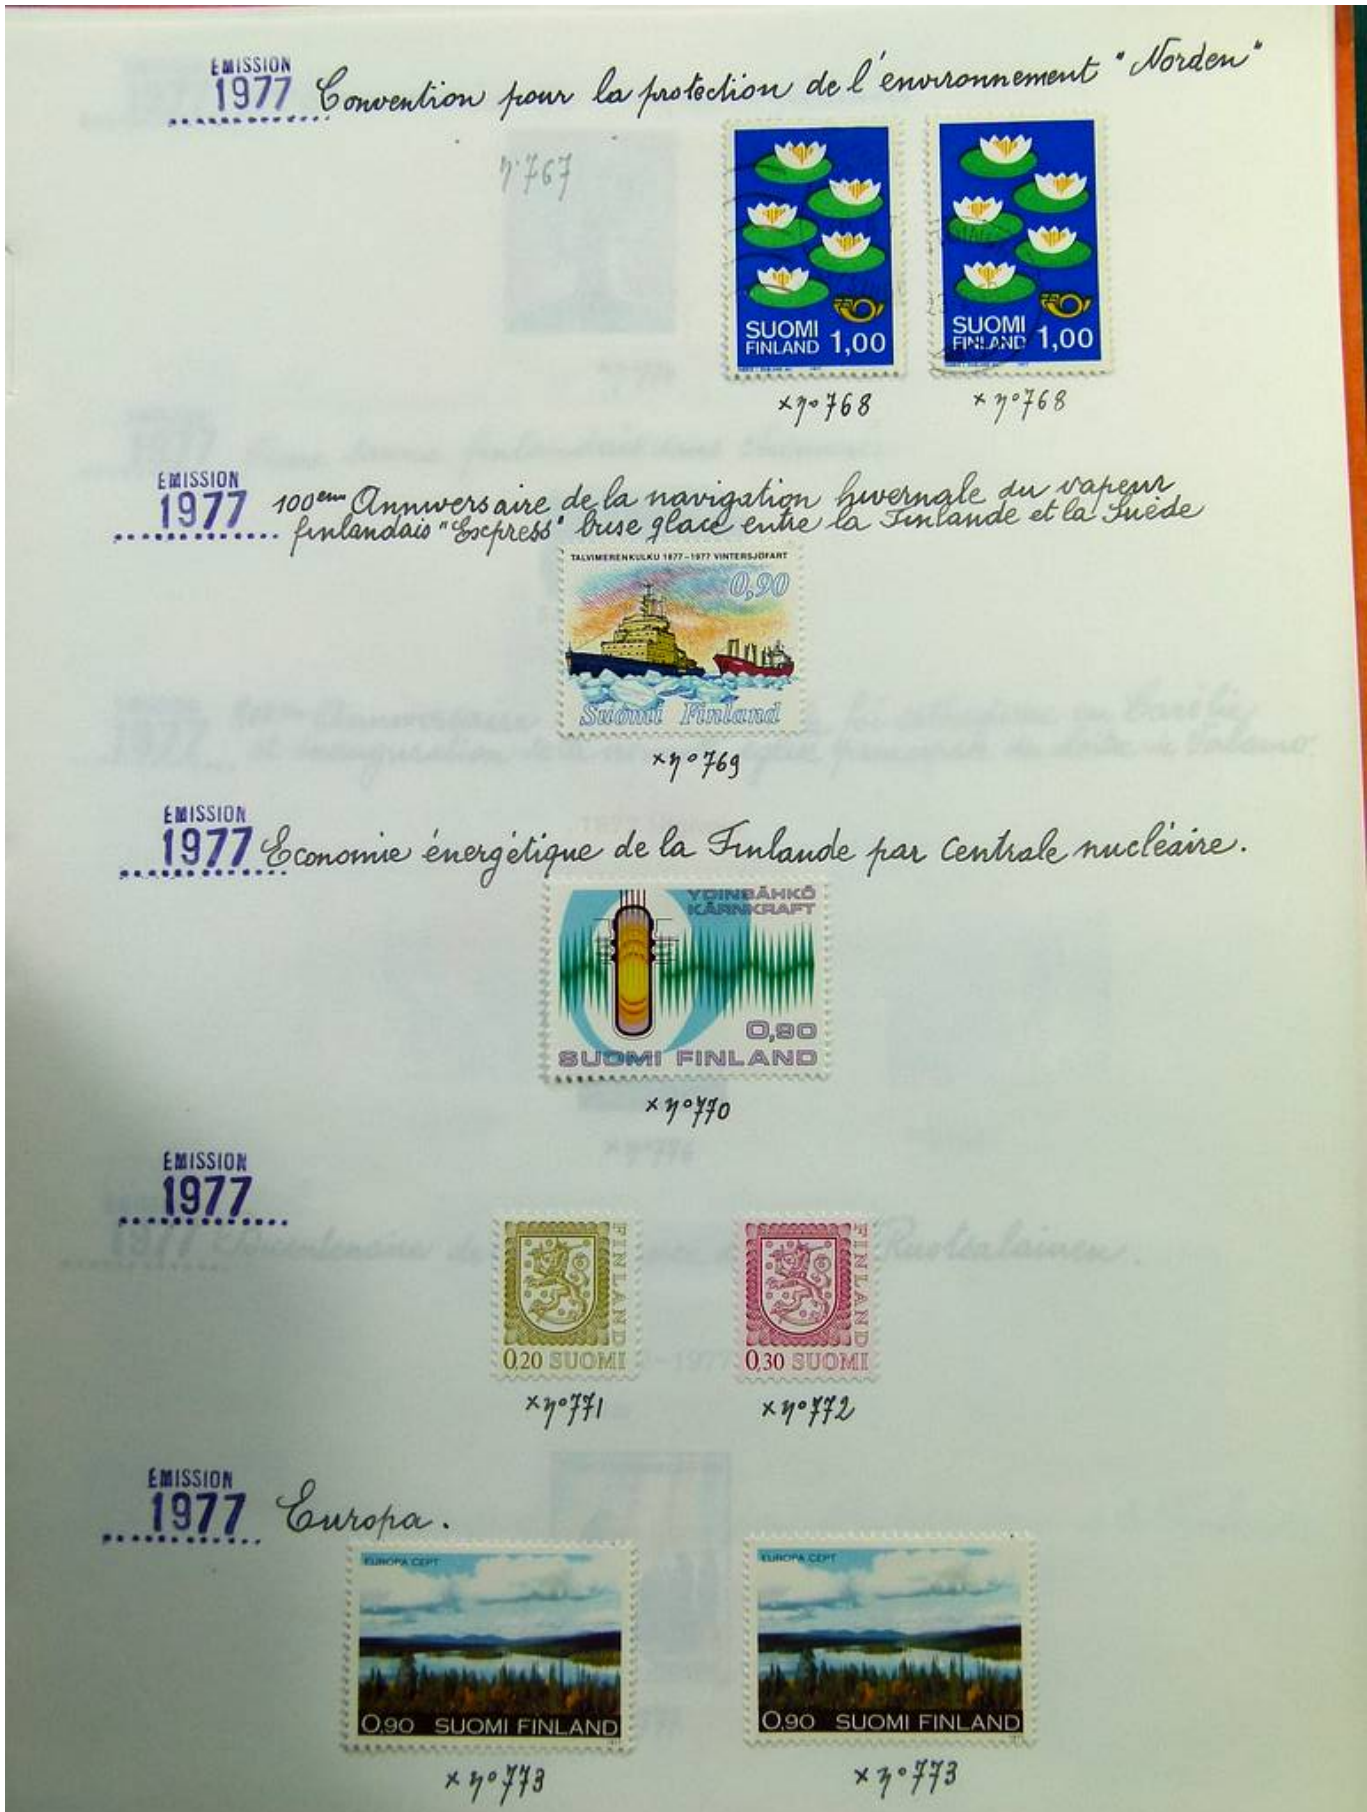 EMISSION
1977 Convention pour la protection de l'environnement "Norden"
n°767
SUOMI
FINLAND 1,00
SUOMI
FINLAND 1,00
x n°768
x n°768
EMISSION
1977 100em Anniversaire de la navigation hivernale du vapeur
finlandais "Express" brise glace entre la Finlande et la Suède
TALVIMERENKULKU 1877-1977 VINTERSJÖFART
0,90
Suomi Finland
x n°769
EMISSION
1977 Economie énergétique de la Finlande par centrale nucléaire.
YDINSÄHKÖ
KÄRNKRAFT
0,90
SUOMI FINLAND
x n°770
EMISSION
1977
FINLAND
0,20 SUOMI
FINLAND
0,30 SUOMI
x n°771
x n°772
EMISSION
1977 Europa.
EUROPA CEPT
0,90 SUOMI FINLAND
EUROPA CEPT
0,90 SUOMI FINLAND
x n°773
x n°773